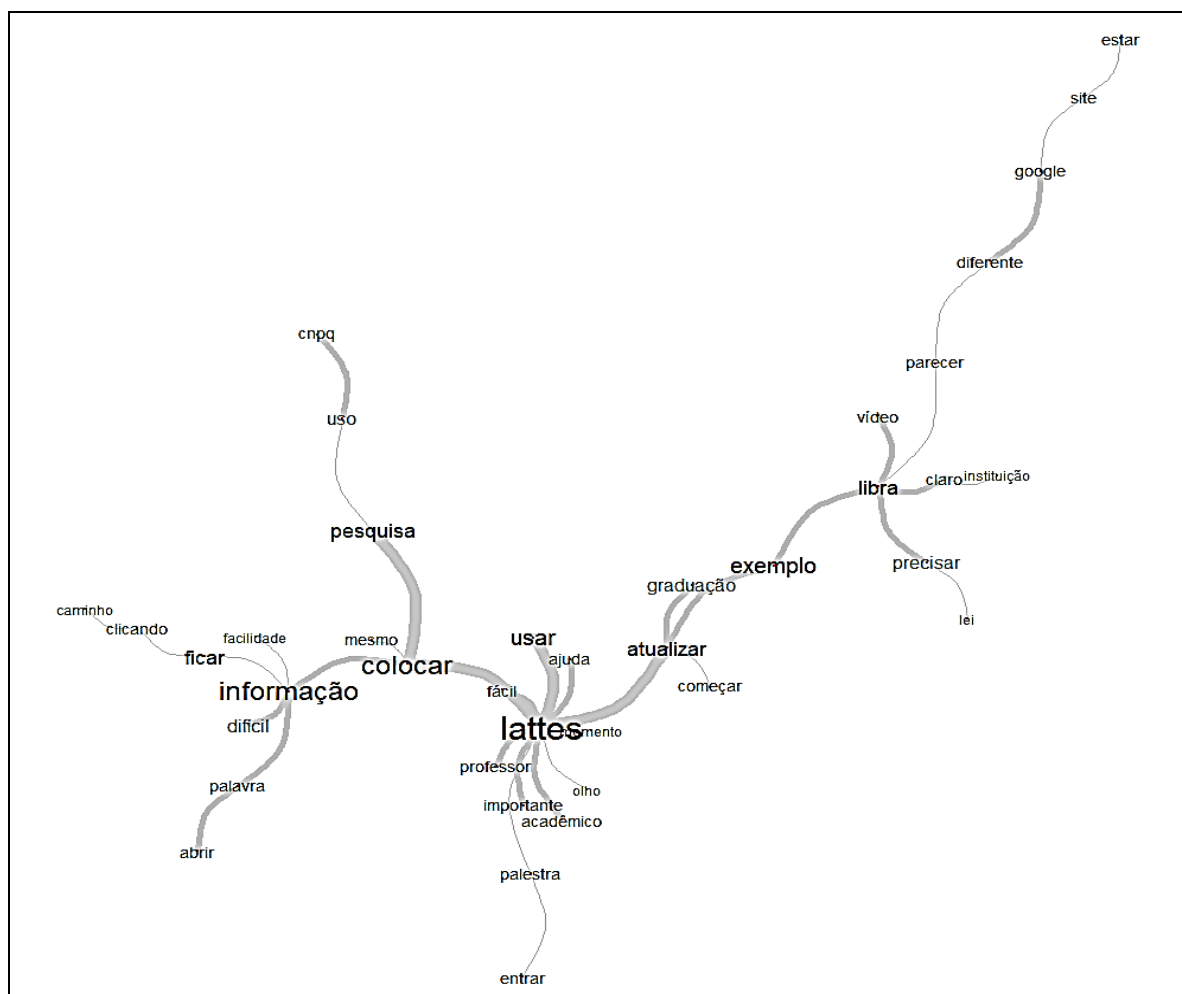 estar
site
google
diferente
cnpq
parecer
uso
vídeo
claro
instituição
libra
pesquisa
precisar
exemplo
graduação
caminho
lei
clicando
facilidade
mesmo
usar
atualizar
ficar
ajuda
colocar
informação
fácil
começar
difícil
lattes
momento
professor
palavra
olho
importante
acadêmico
abrir
palestra
entrar